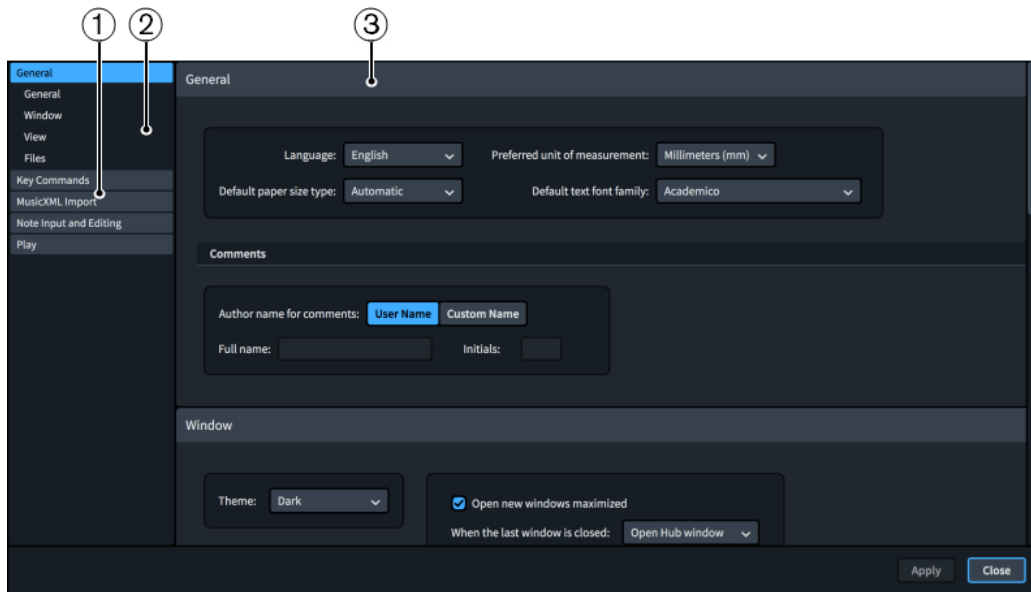 ① ② ③
General
General
Window
View
Files
Key Commands
MusicXML Import
Note Input and Editing
Play
General
Language: English Preferred unit of measurement: Millimeters (mm)
Default paper size type: Automatic Default text font family: Academico
Comments
Author name for comments: User Name Custom Name
Full name: Initials:
Window
Theme: Dark
Open new windows maximized
When the last window is closed: Open Hub window
Apply Close